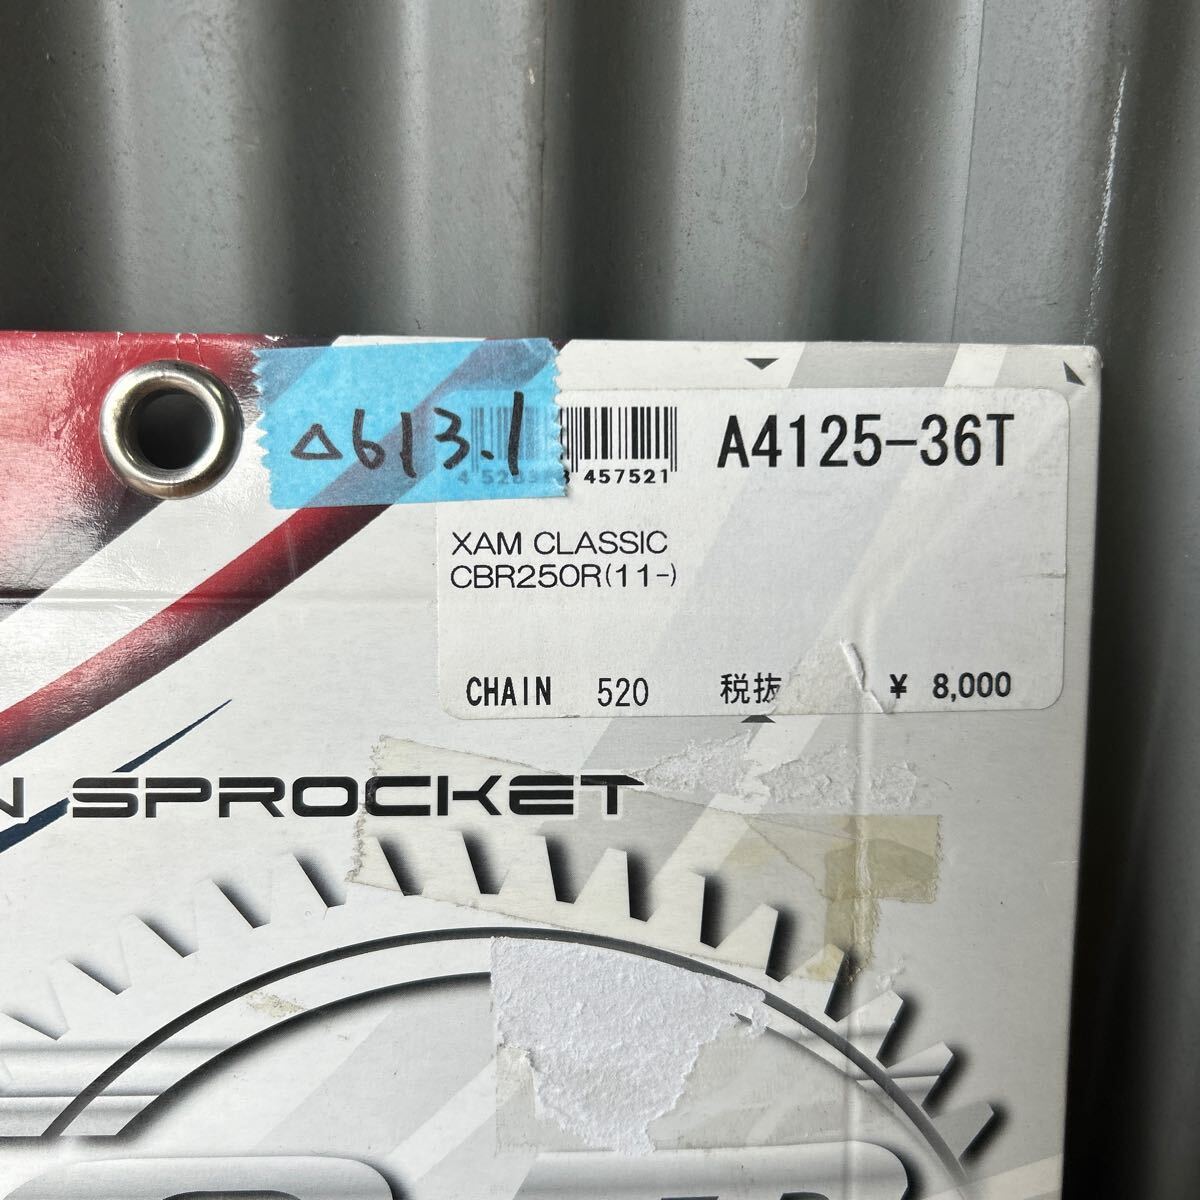 △613.1
457521
A4125-36T
XAM CLASSIC
CBR250R(11-)
CHAIN 520 税抜 ¥ 8,000
SPROCKET